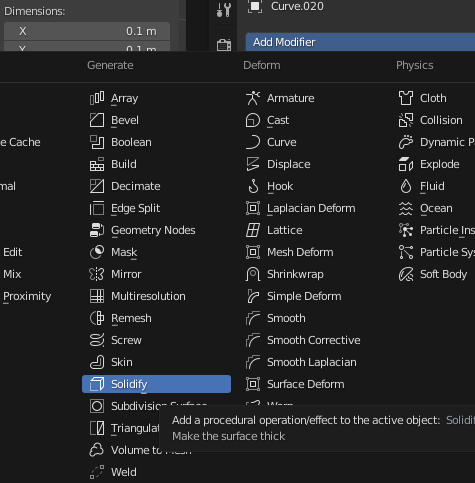 Dimensions:
X 0.1 m
Y 0.1 m
Curve.020
Add Modifier
Generate
Deform
Physics
e Cache
mal
Edit
Mix
Proximity
Array
Bevel
Boolean
Build
Decimate
Edge Split
Geometry Nodes
Mask
Mirror
Multiresolution
Remesh
Screw
Skin
Solidify
Subdivision Surface
Triangulat
Volume to Mesh
Weld
Armature
Cast
Curve
Displace
Hook
Laplacian Deform
Lattice
Mesh Deform
Shrinkwrap
Simple Deform
Smooth
Smooth Corrective
Smooth Laplacian
Surface Deform
Warp
Cloth
Collision
Dynamic P
Explode
Fluid
Ocean
Particle Ins
Particle Sys
Soft Body
Add a procedural operation/effect to the active object: Solidif
Make the surface thick